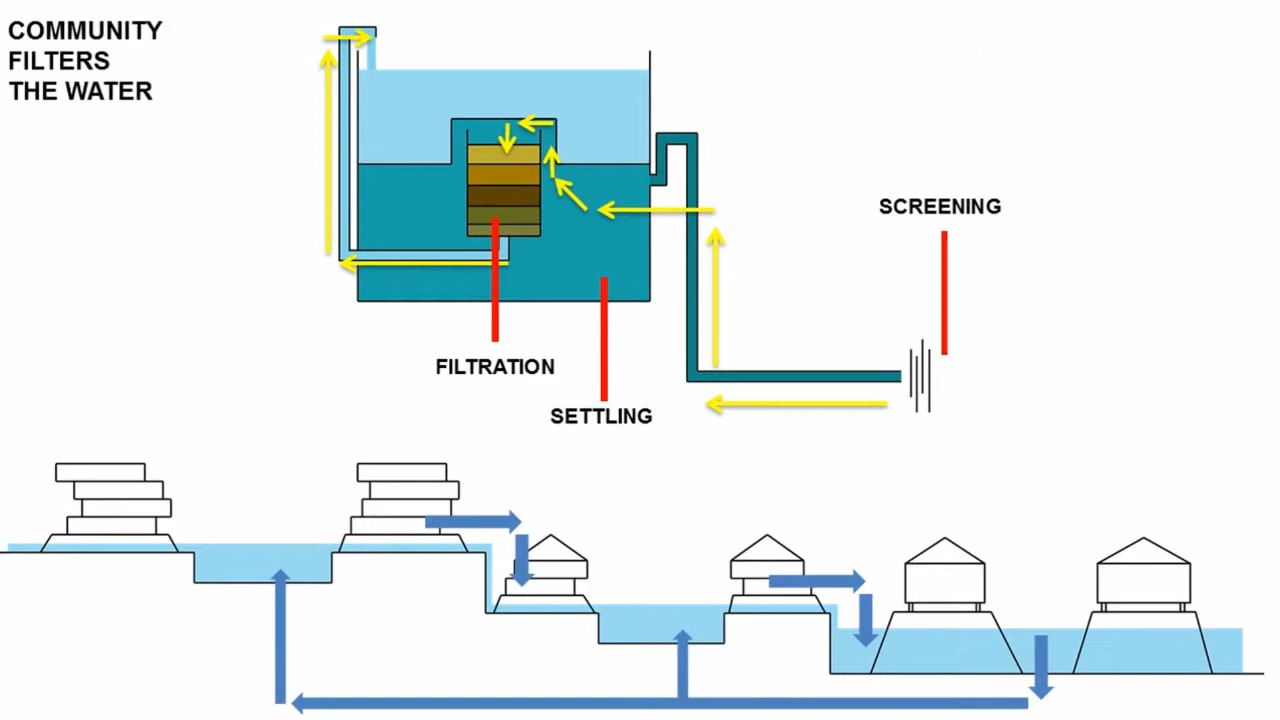 COMMUNITY
FILTERS
THE WATER
SCREENING
FILTRATION
SETTLING